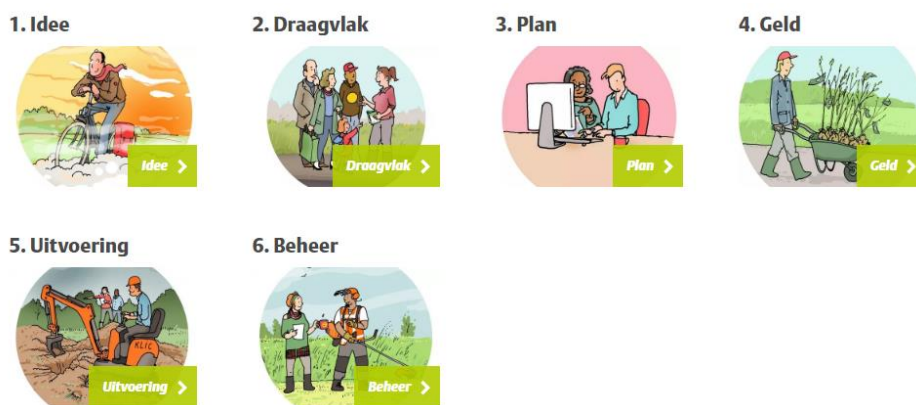 1. Idee
2. Draagvlak
3. Plan
4. Geld
Idee
Draagvlak
Plan
Geld
5. Uitvoering
6. Beheer
KLIC
Uitvoering
Beheer